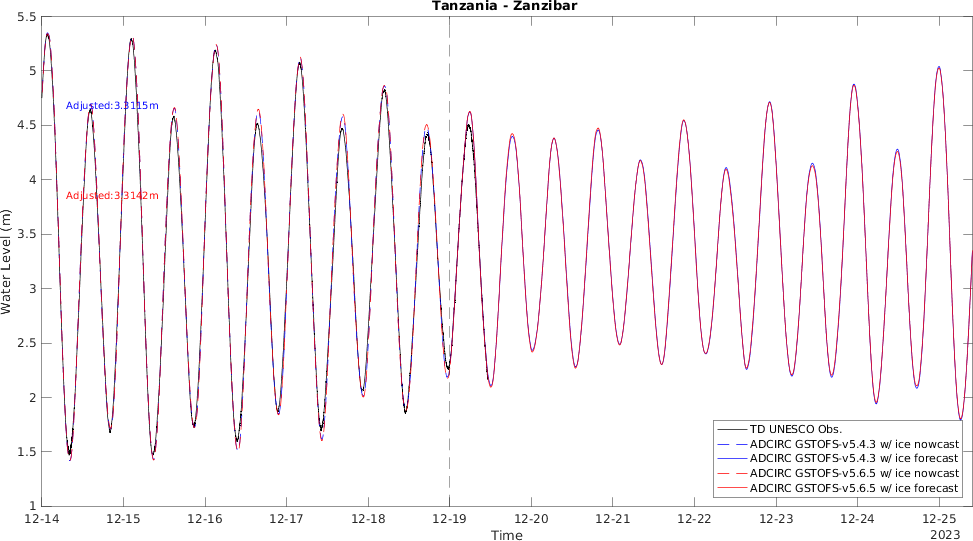 Tanzania - Zanzibar
5.5
5
4.5
4
3.5
3
2.5
2
1.5
1
Water Level (m)
Adjusted:3.3115m
Adjusted:3.3142m
TD UNESCO Obs.
ADCIRC GSTOFS-v5.4.3 w/ ice nowcast
ADCIRC GSTOFS-v5.4.3 w/ ice forecast
ADCIRC GSTOFS-v5.6.5 w/ ice nowcast
ADCIRC GSTOFS-v5.6.5 w/ ice forecast
12-14 12-15 12-16 12-17 12-18 12-19 12-20 12-21 12-22 12-23 12-24 12-25
Time
2023